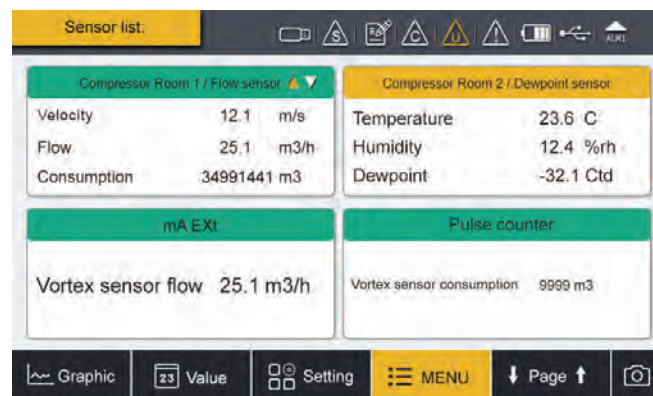 Sensor list:
S C U ALM1
Compressor Room 1 / Flow sensor
Velocity 12.1 m/s
Flow 25.1 m3/h
Consumption 34991441 m3
Compressor Room 2 / Dewpoint sensor
Temperature 23.6 C
Humidity 12.4 %rh
Dewpoint -32.1 Ctd
mA EXt
Vortex sensor flow 25.1 m3/h
Pulse counter
Vortex sensor consumption 9999 m3
Graphic 23 Value Setting MENU Page